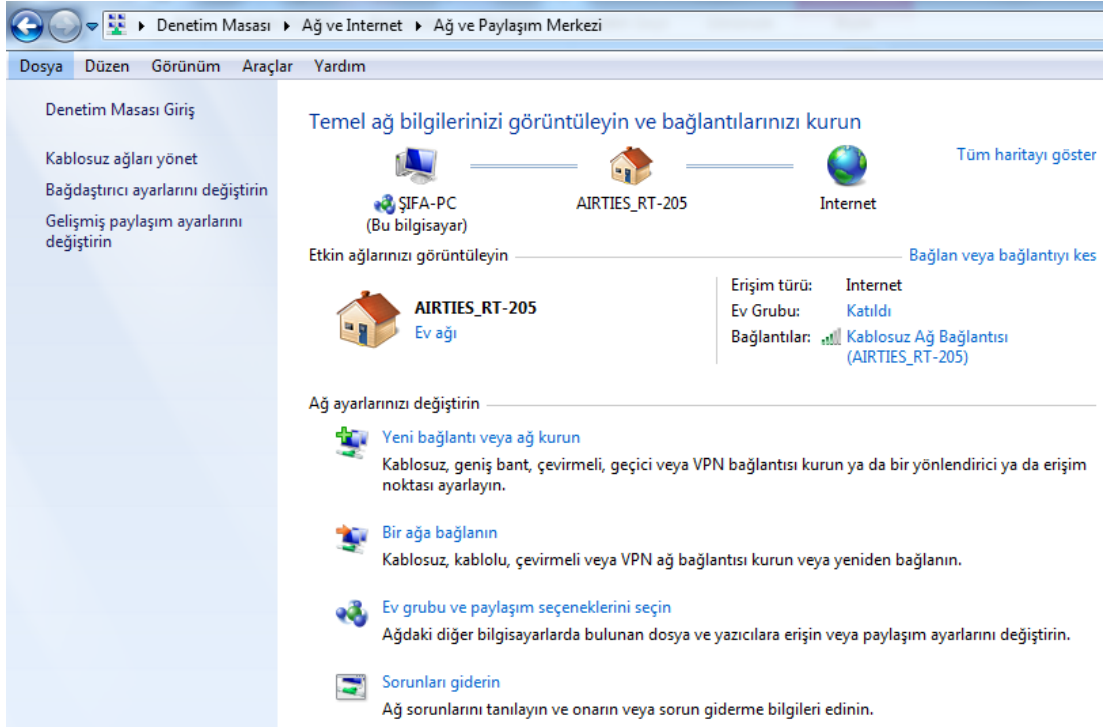 Denetim Masası Ağ ve Internet Ağ ve Paylaşım Merkezi
Dosya Düzen Görünüm Araçlar Yardım
Denetim Masası Giriş
Kablosuz ağları yönet
Bağdaştırıcı ayarlarını değiştirin
Gelişmiş paylaşım ayarlarını
değiştirin
Temel ağ bilgilerinizi görüntüleyin ve bağlantılarınızı kurun
Tüm haritayı göster
ŞIFA-PC
(Bu bilgisayar)
AIRTIES_RT-205
Internet
Etkin ağlarınızı görüntüleyin
Bağlan veya bağlantıyı kes
AIRTIES_RT-205
Ev ağı
Erişim türü: Internet
Ev Grubu: Katıldı
Bağlantılar: Kablosuz Ağ Bağlantısı
(AIRTIES_RT-205)
Ağ ayarlarınızı değiştirin
Yeni bağlantı veya ağ kurun
Kablosuz, geniş bant, çevirmeli, geçici veya VPN bağlantısı kurun ya da bir yönlendirici ya da erişim
noktası ayarlayın.
Bir ağa bağlanın
Kablosuz, kablolu, çevirmeli veya VPN ağ bağlantısı kurun veya yeniden bağlanın.
Ev grubu ve paylaşım seçeneklerini seçin
Ağdaki diğer bilgisayarlarda bulunan dosya ve yazıcılara erişin veya paylaşım ayarlarını değiştirin.
Sorunları giderin
Ağ sorunlarını tanılayın ve onarın veya sorun giderme bilgileri edinin.